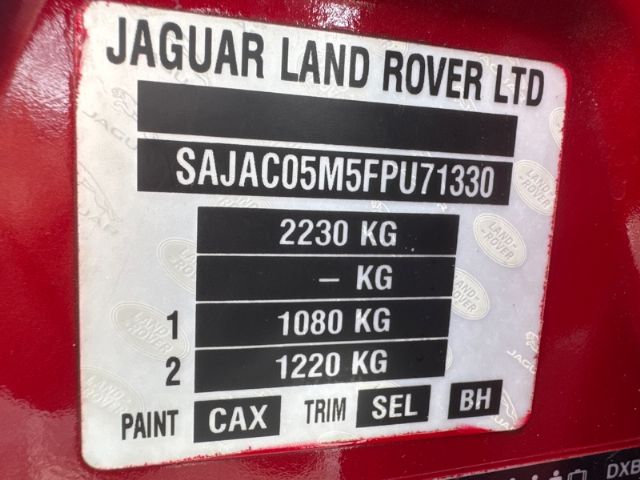 JAGUAR LAND ROVER LTD
SAJAC05M5FPU71330
2230 KG
– KG
1 1080 KG
2 1220 KG
PAINT CAX TRIM SEL BH
DXB